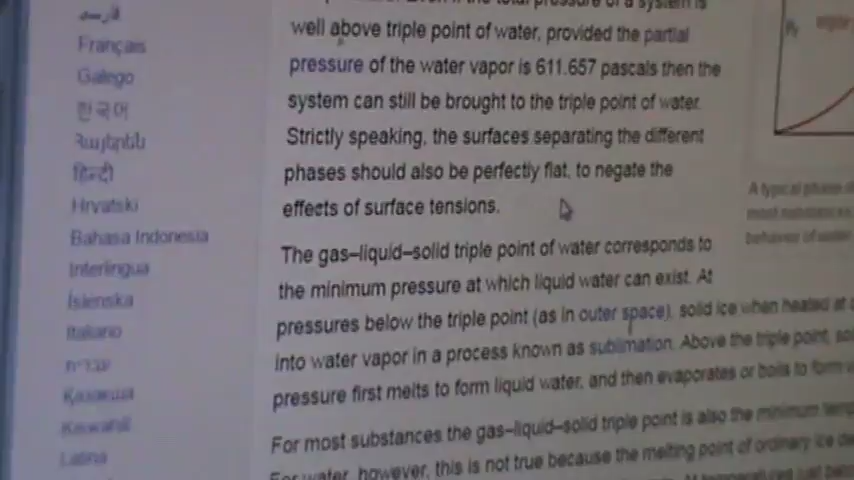 فارسی
Français
Galego
한국어
Հայերեն
हिन्दी
Hrvatski
Bahasa Indonesia
Interlingua
Íslenska
Italiano
עברית
Kiswahili
Latina
well above triple point of water, provided the partial
pressure of the water vapor is 611.657 pascals then the
system can still be brought to the triple point of water.
Strictly speaking, the surfaces separating the different
phases should also be perfectly flat, to negate the
effects of surface tensions.
The gas–liquid–solid triple point of water corresponds to
the minimum pressure at which liquid water can exist. At
pressures below the triple point (as in outer space), solid ice when heated at
into water vapor in a process known as sublimation. Above the triple point,
pressure first melts to form liquid water, and then evaporates or boils to form
For most substances the gas–liquid–solid triple point is also the minimum
For water, however, this is not true because the melting point of ordinary ice
A typical phase
most substances
behavior of water